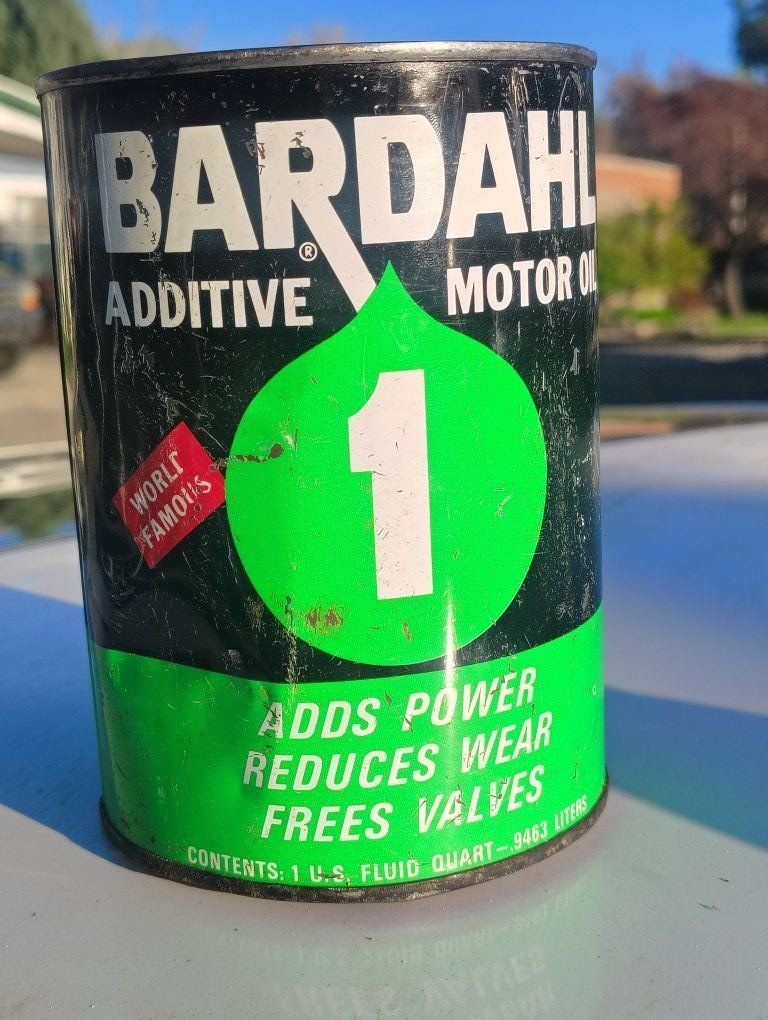 BARDAHL
®
ADDITIVE MOTOR OIL
1
WORLD
FAMOUS
ADDS POWER
REDUCES WEAR
FREES VALVES
CONTENTS: 1 U.S. FLUID QUART-.9463 LITERS